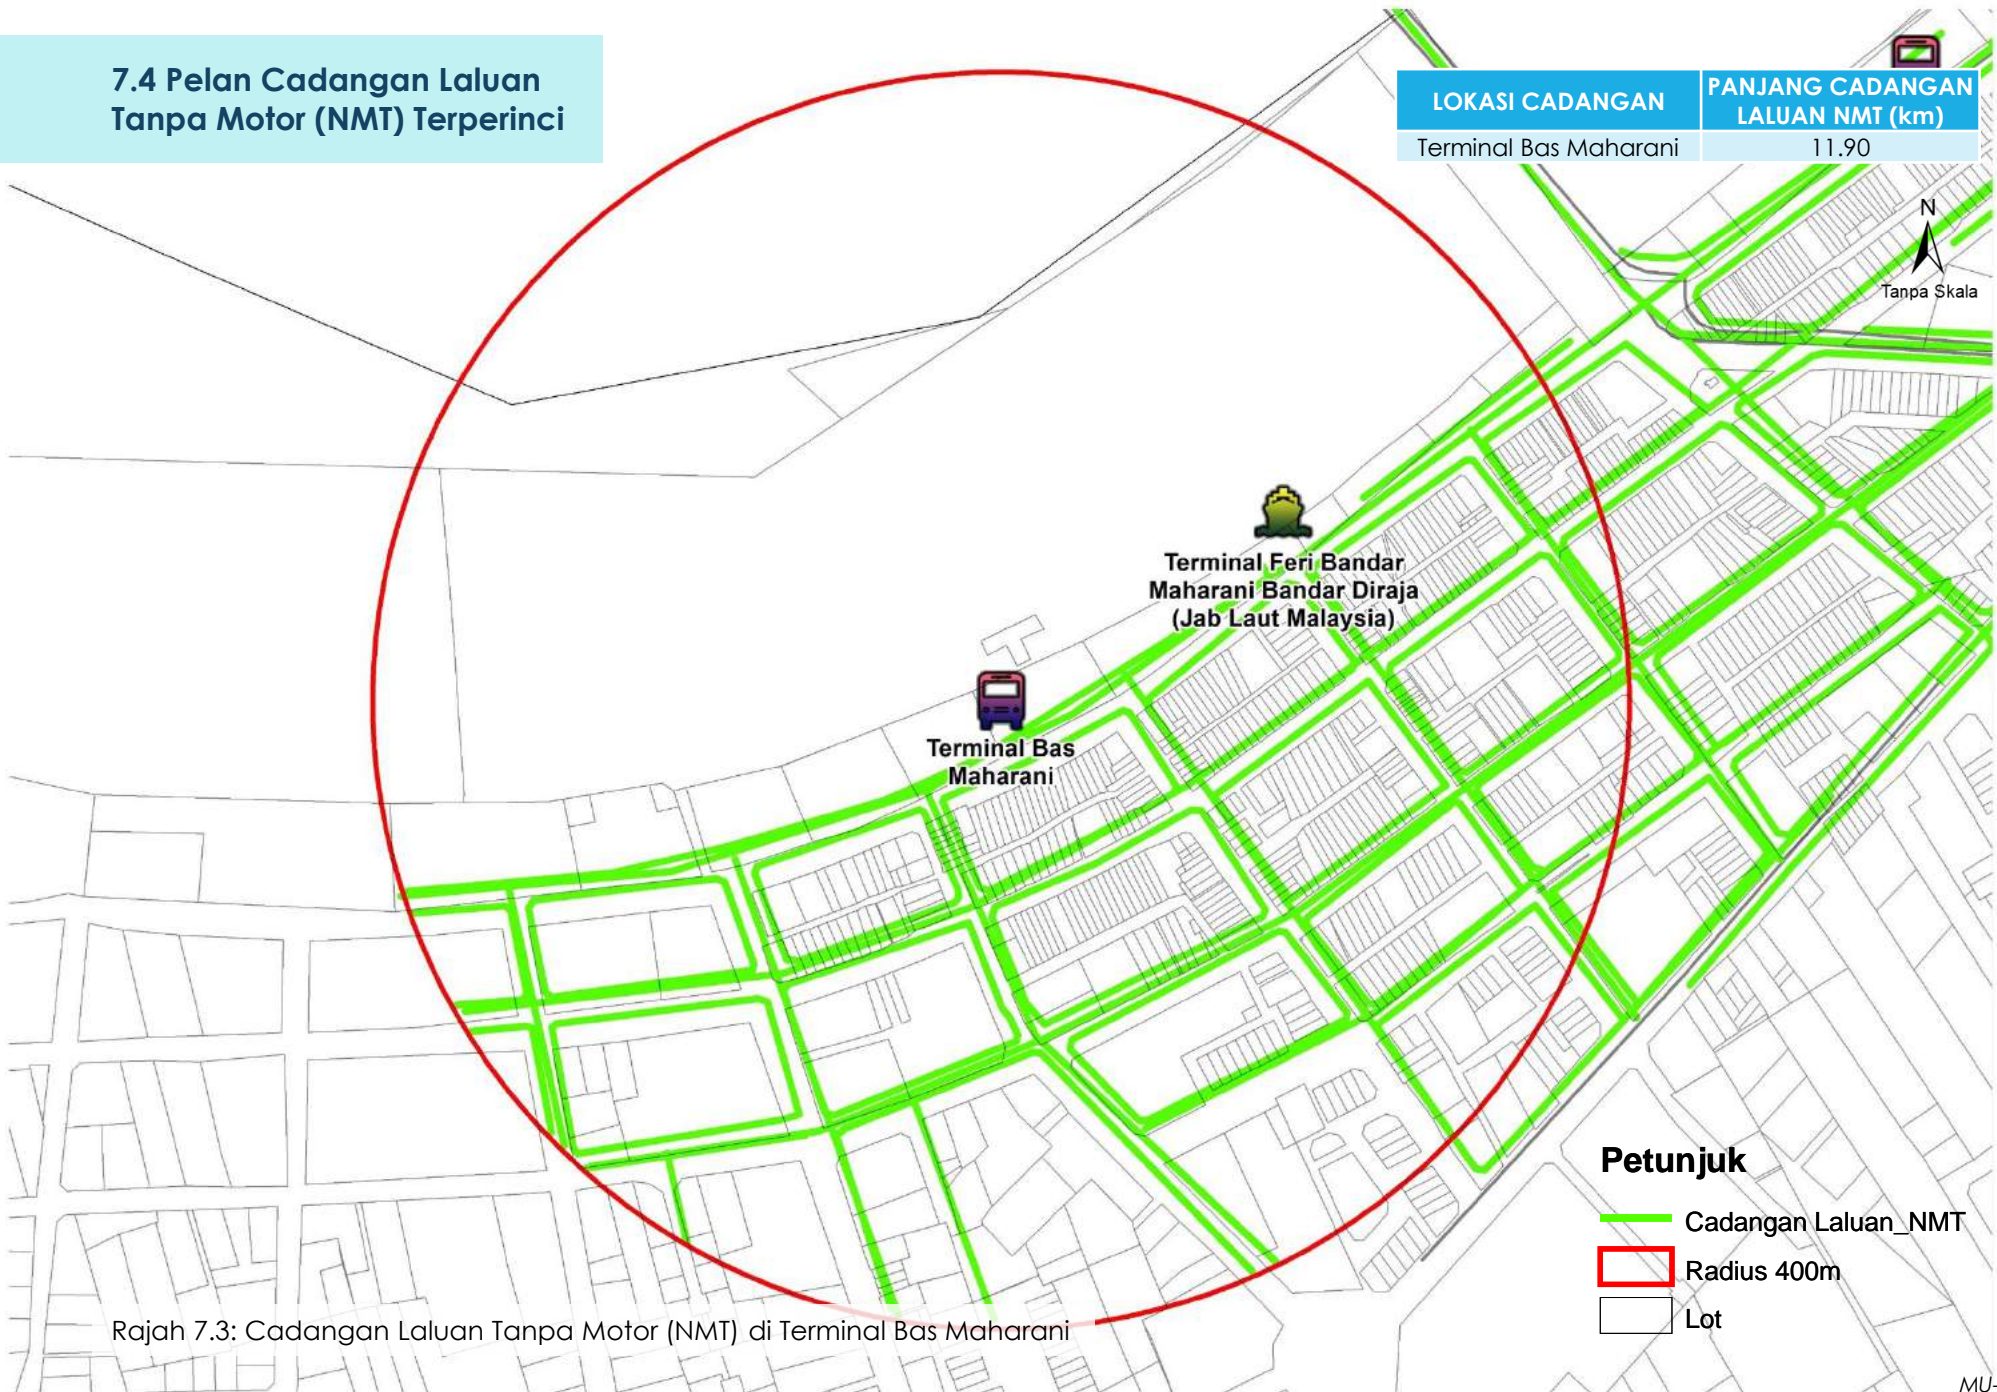 7.4 Pelan Cadangan Laluan
Tanpa Motor (NMT) Terperinci
LOKASI CADANGAN
PANJANG CADANGAN
LALUAN NMT (km)
Terminal Bas Maharani
11.90
N
Tanpa Skala
Terminal Feri Bandar
Maharani Bandar Diraja
(Jab Laut Malaysia)
Terminal Bas
Maharani
Petunjuk
Cadangan Laluan_NMT
Radius 400m
Lot
Rajah 7.3: Cadangan Laluan Tanpa Motor (NMT) di Terminal Bas Maharani
MU-